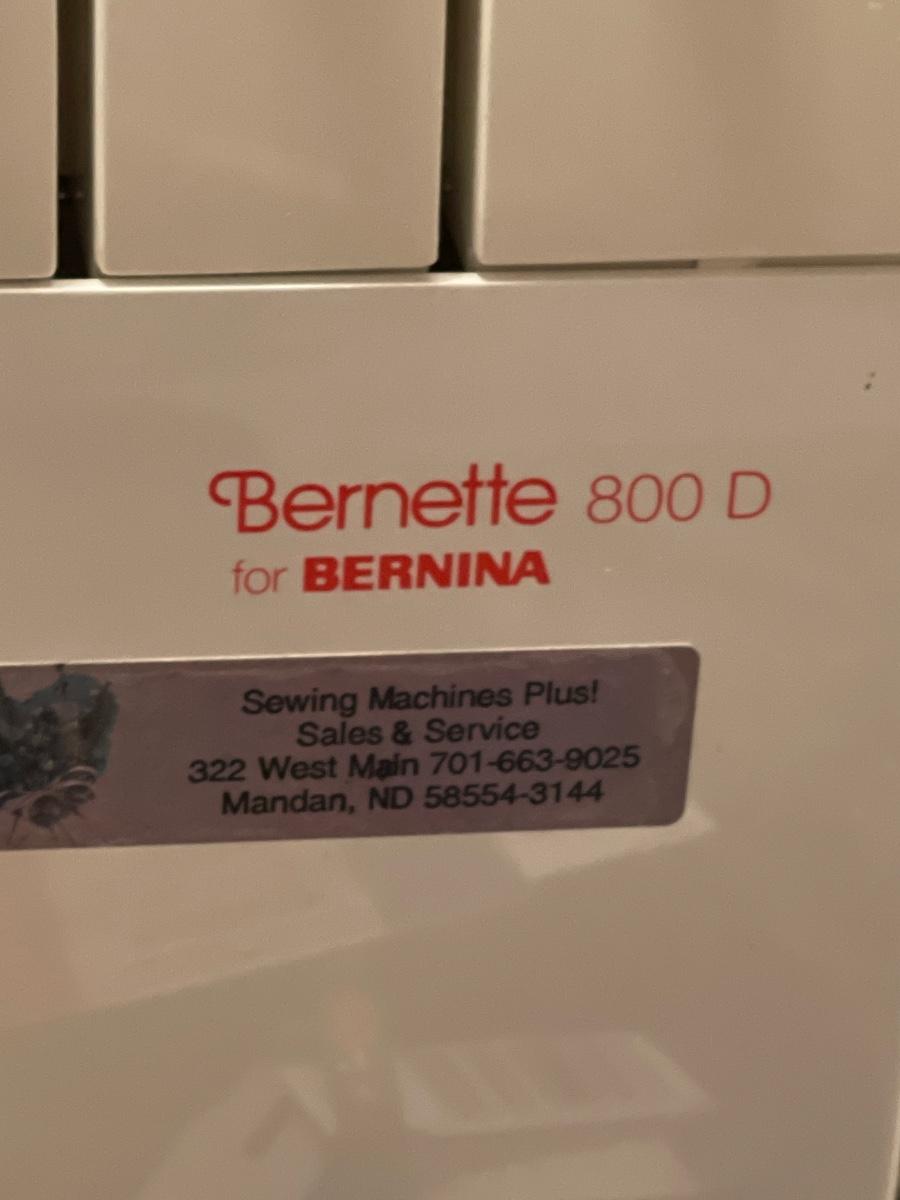 Bernette 800 D
for BERNINA
Sewing Machines Plus!
Sales & Service
322 West Main 701-663-9025
Mandan, ND 58554-3144